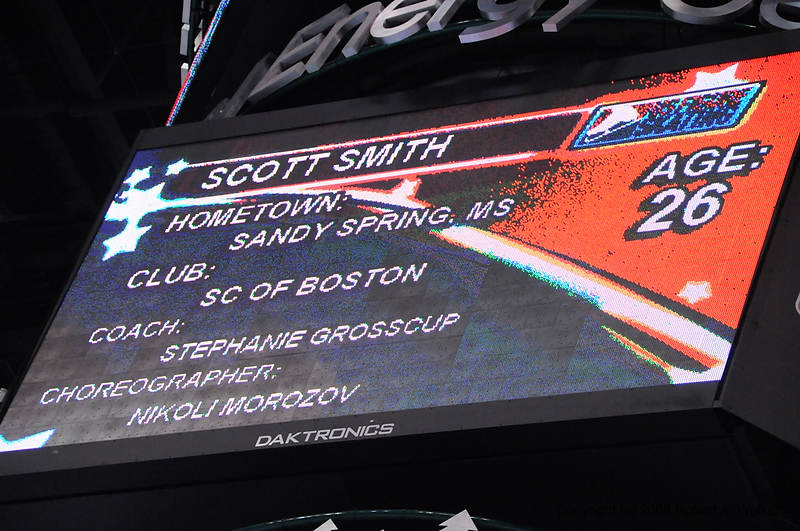 Energy Ce
SCOTT SMITH
AGE:
26
HOMETOWN:
SANDY SPRING, MS
CLUB:
SC OF BOSTON
COACH:
STEPHANIE GROSSCUP
CHOREOGRAPHER:
NIKOLI MOROZOV
DAKTRONICS